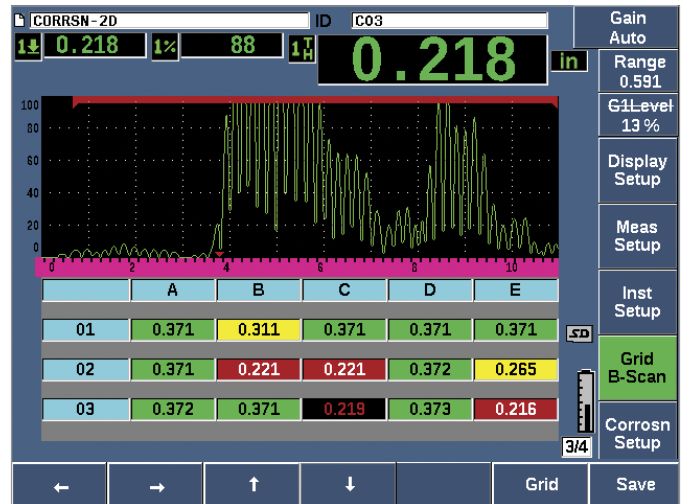 CORRSN-2D ID C03
Gain
Auto
1 0.218 1% 88 1 T H 0.218 in
Range
0.591
G1Level
13 %
Display
Setup
Meas
Setup
Inst
Setup
Grid
B-Scan
Corrosn
Setup
100
80
60
40
20
0
0 2 4 6 8 10
A B C D E
01 0.371 0.311 0.371 0.371 0.371
SD
02 0.371 0.221 0.221 0.372 0.265
03 0.372 0.371 0.219 0.373 0.216
3/4
← → ↑ ↓ Grid Save